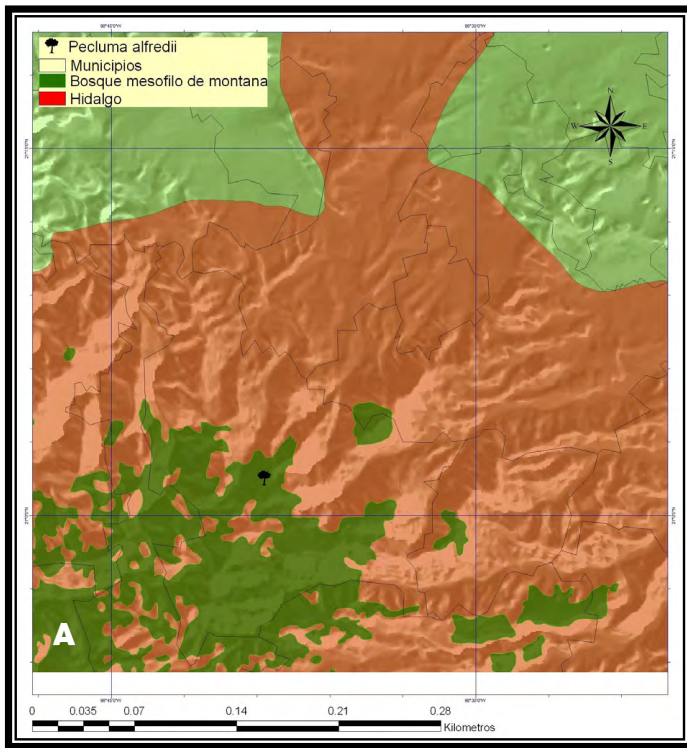 Pecluma alfredii
Municipios
Bosque mesofilo de montana
Hidalgo
N
W E
S
A
0 0.035 0.07 0.14 0.21 0.28
Kilometros